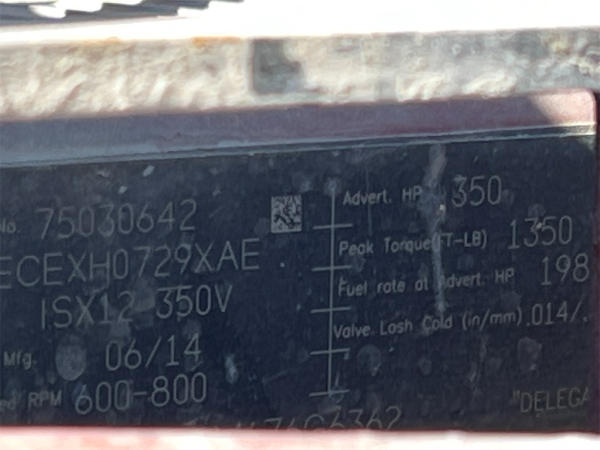 No. 75030642
ECEXH0729XAE
ISX12 350V
Mfg. 06/14
RPM 600-800
Advert. HP 350
Peak Torque(FT-LB) 1350
Fuel rate at Advert. HP 198
Valve Lash Cold (in/mm) .014/.
"DELEGA